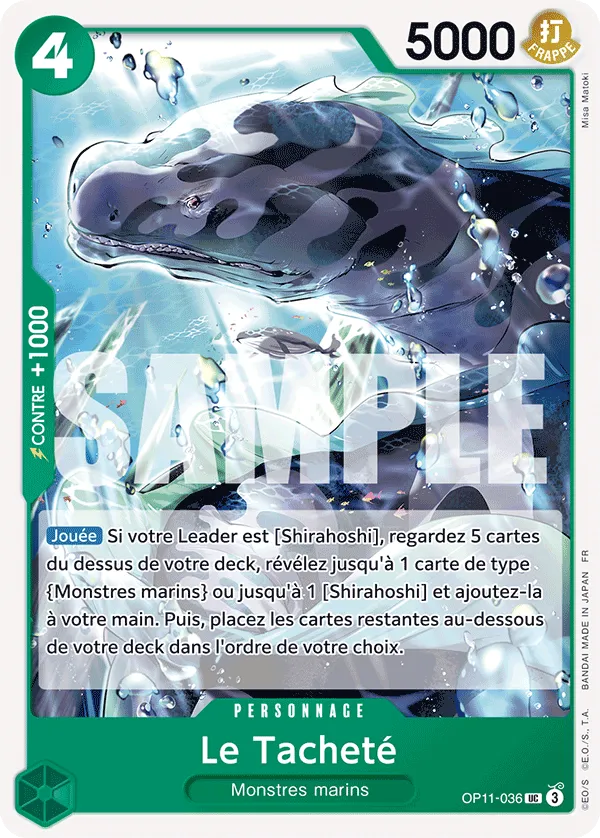 4
5000
打
FRAPPE
Misa Matoki
CONTRE +1000
SAMPLE
Jouée Si votre Leader est [Shirahoshi], regardez 5 cartes
du dessus de votre deck, révélez jusqu'à 1 carte de type
{Monstres marins} ou jusqu'à 1 [Shirahoshi] et ajoutez-la
à votre main. Puis, placez les cartes restantes au-dessous
de votre deck dans l'ordre de votre choix.
PERSONNAGE
Le Tacheté
Monstres marins
OP11-036 UC 3
©EO/S ©E.O./S., T.A. BANDAI MADE IN JAPAN FR